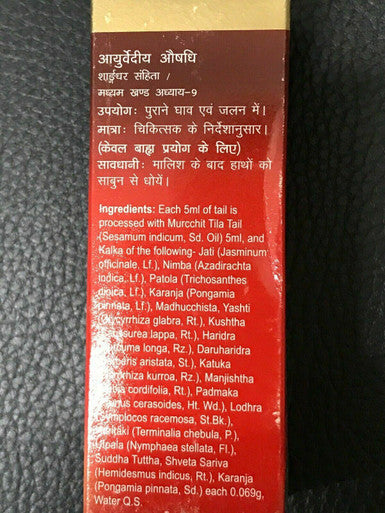 आयुर्वेदीय औषधि
शार्ङ्गधर संहिता /
मध्यम खण्ड अध्याय-९
उपयोगः पुराने घाव एवं जलन में।
मात्राः चिकित्सक के निर्देशानुसार।
(केवल बाह्य प्रयोग के लिए)
सावधानीः मालिश के बाद हाथों को
साबुन से धोयें।
Ingredients: Each 5ml of tail is
processed with Murcchit Tila Tail
(Sesamum indicum, Sd. Oil) 5ml, and
Kalka of the following- Jati (Jasminum
officinale, Lf.), Nimba (Azadirachta
indica, Lf.), Patola (Trichosanthes
dioica, Lf.), Karanja (Pongamia
pinnata, Lf.), Madhucchista, Yashti
(Glycyrrhiza glabra, Rt.), Kushtha
lappa, Rt.), Haridra
longa, Rz.), Daruharidra
aristata, St.), Katuka
kurroa, Rz.), Manjishtha
cordifolia, Rt.), Padmaka
cerasoides, Ht. Wd.), Lodhra
racemosa, St.Bk.),
(Terminalia chebula, P.),
(Nymphaea stellata, Fl.),
Suddha Tuttha, Shveta Sariva
(Hemidesmus indicus, Rt.), Karanja
(Pongamia pinnata, Sd.) each 0.069g,
Water Q.S.